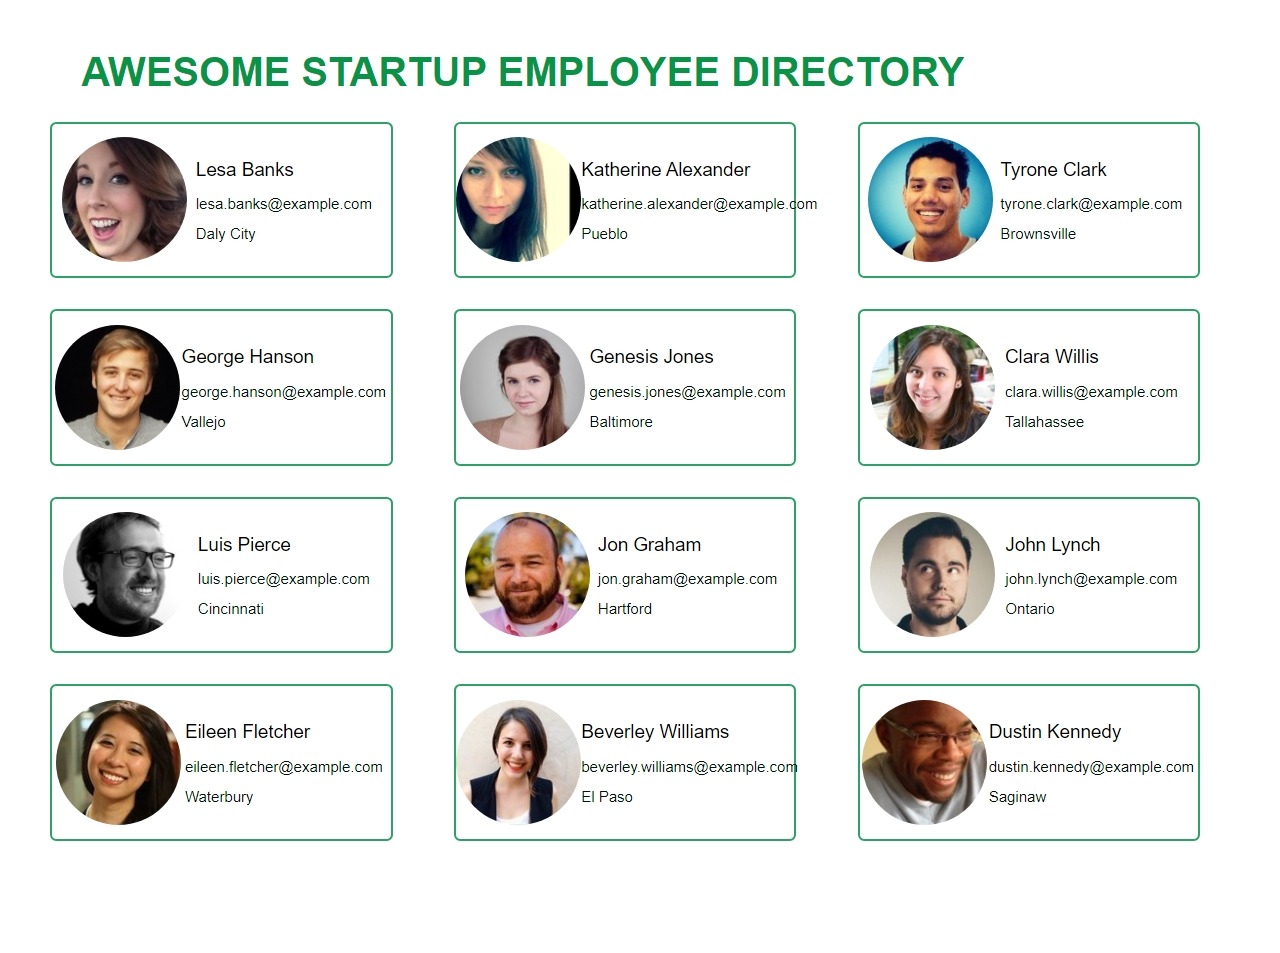 AWESOME STARTUP EMPLOYEE DIRECTORY
Lesa Banks
lesa.banks@example.com
Daly City
Katherine Alexander
katherine.alexander@example.com
Pueblo
Tyrone Clark
tyrone.clark@example.com
Brownsville
George Hanson
george.hanson@example.com
Vallejo
Genesis Jones
genesis.jones@example.com
Baltimore
Clara Willis
clara.willis@example.com
Tallahassee
Luis Pierce
luis.pierce@example.com
Cincinnati
Jon Graham
jon.graham@example.com
Hartford
John Lynch
john.lynch@example.com
Ontario
Eileen Fletcher
eileen.fletcher@example.com
Waterbury
Beverley Williams
beverley.williams@example.com
El Paso
Dustin Kennedy
dustin.kennedy@example.com
Saginaw